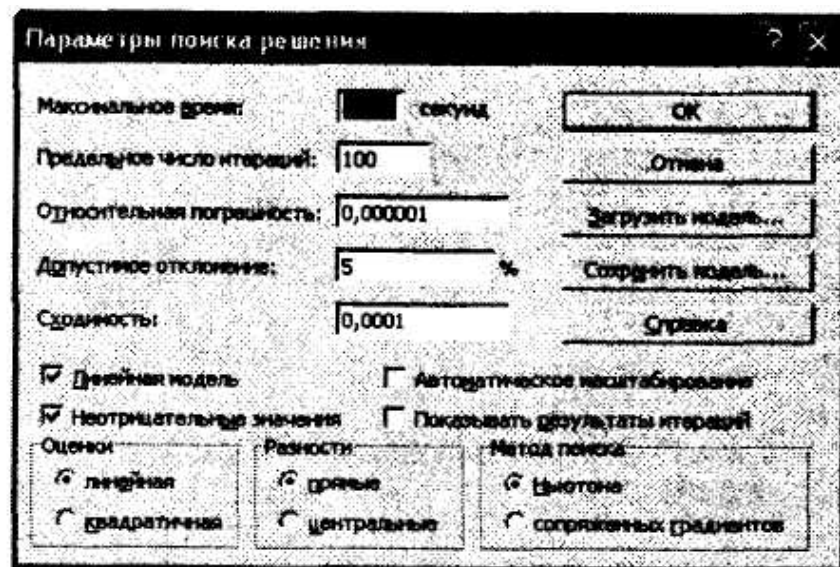 Параметры поиска решения ? ×
Максимальное время: секунд
ОК
Предельное число итераций: 100
Отмена
Относительная погрешность: 0,000001
Загрузить модель...
Допустимое отклонение: 5 %
Сохранить модель...
Сходимость: 0,0001
Справка
Линейная модель
Автоматическое масштабирование
Неотрицательные значения
Показывать результаты итераций
Оценки
Разности
Метод поиска
линейная
прямые
Ньютона
квадратичная
центральные
сопряженных градиентов